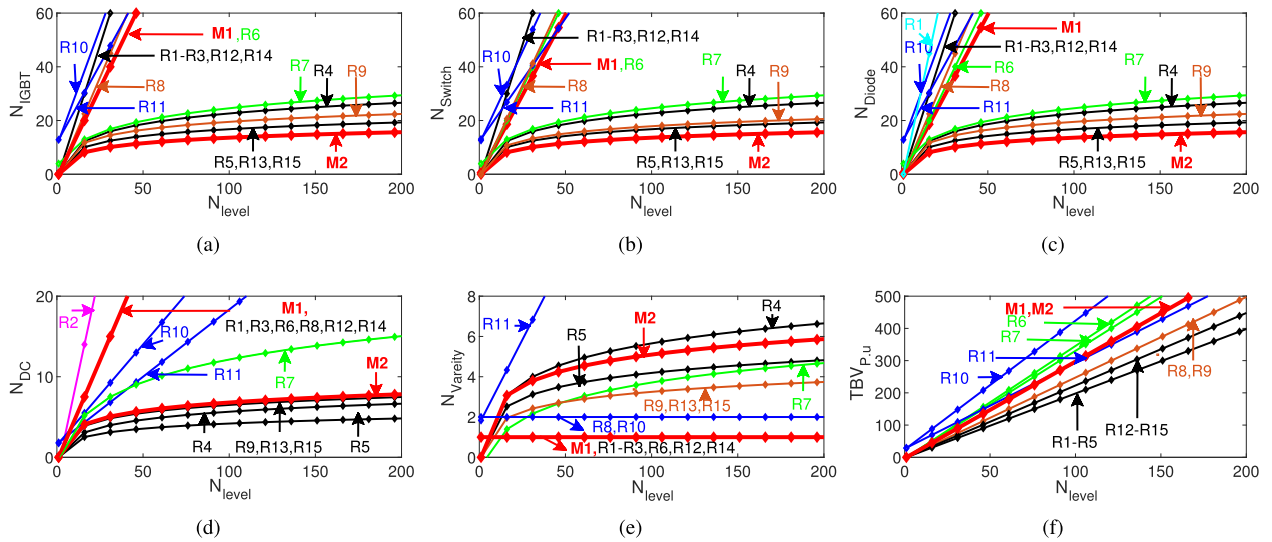 60
40
20
0
N_IGBT
R10
M1,R6
R1-R3,R12,R14
R7
R4
R9
R8
R11
R5,R13,R15
M2
0 50 100 150 200
N_level
(a)
60
40
20
0
N_Switch
R10
R1-R3,R12,R14
M1,R6
R7
R4
R9
R8
R11
R5,R13,R15
M2
0 50 100 150 200
N_level
(b)
60
40
20
0
N_Diode
R1
M1
R10
R1-R3,R12,R14
R6
R7
R4
R9
R8
R11
R5,R13,R15
M2
0 50 100 150 200
N_level
(c)
20
10
0
N_DC
R2
M1,
R1,R3,R6,R8,R12,R14
R10
R11
R7
M2
R4
R9,R13,R15
R5
0 50 100 150 200
N_level
(d)
8
6
4
2
0
N_Vareity
R11
R5
M2
R4
R9,R13,R15
R7
R8,R10
M1,R1-R3,R6,R12,R14
0 50 100 150 200
N_level
(e)
500
400
300
200
100
0
TBV_P.u
M1,M2
R6
R7
R11
R10
R8,R9
R12-R15
R1-R5
0 50 100 150 200
N_level
(f)